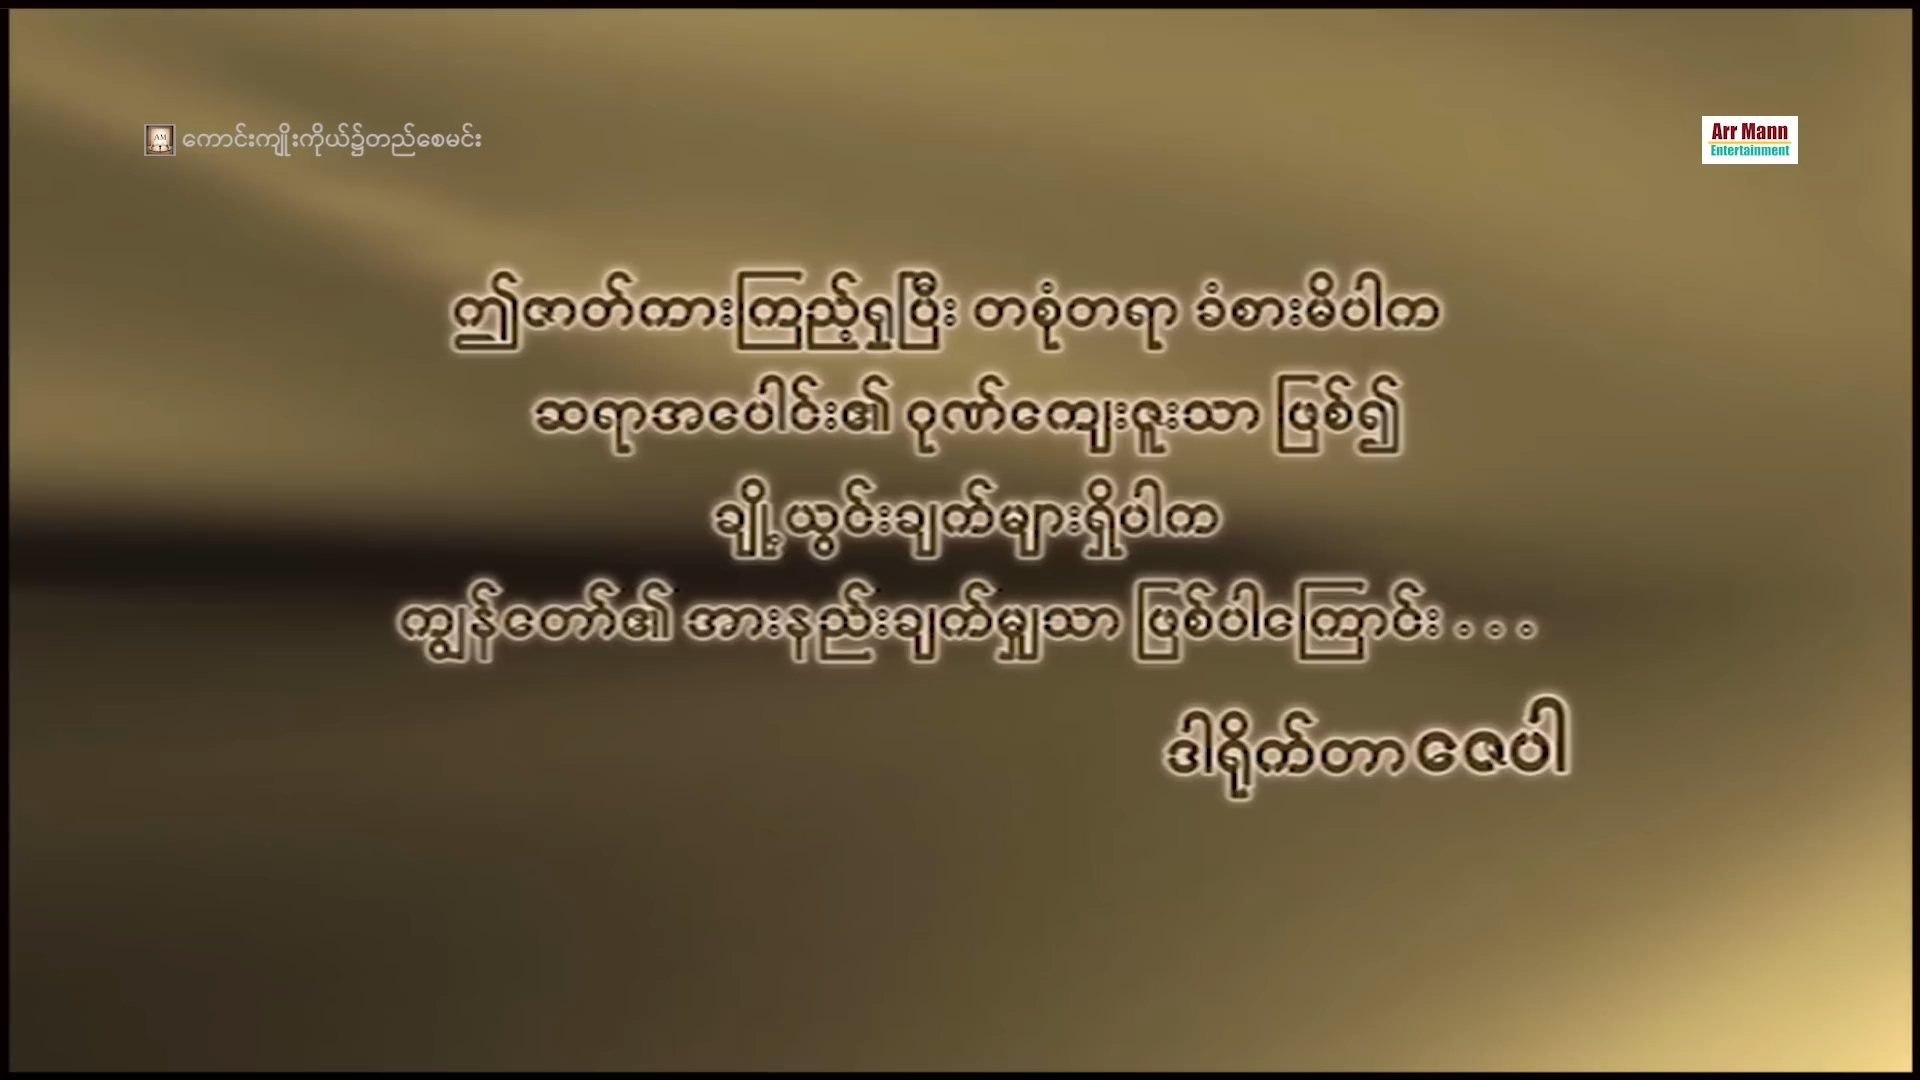 ကောင်းကျိုးကိုယ်၌တည်စေမင်း
Arr Mann
Entertainment
ဤဇာတ်ကားကြည့်ရှုပြီး တစုံတရာ ခံစားမိပါက
ဆရာအပေါင်း၏ ဂုဏ်ကျေးဇူးသာ ဖြစ်၍
ချို့ယွင်းချက်များရှိပါက
ကျွန်တော်၏ အားနည်းချက်မျှသာ ဖြစ်ပါကြောင်း . . .
ဒါရိုက်တာ ဇေပါ